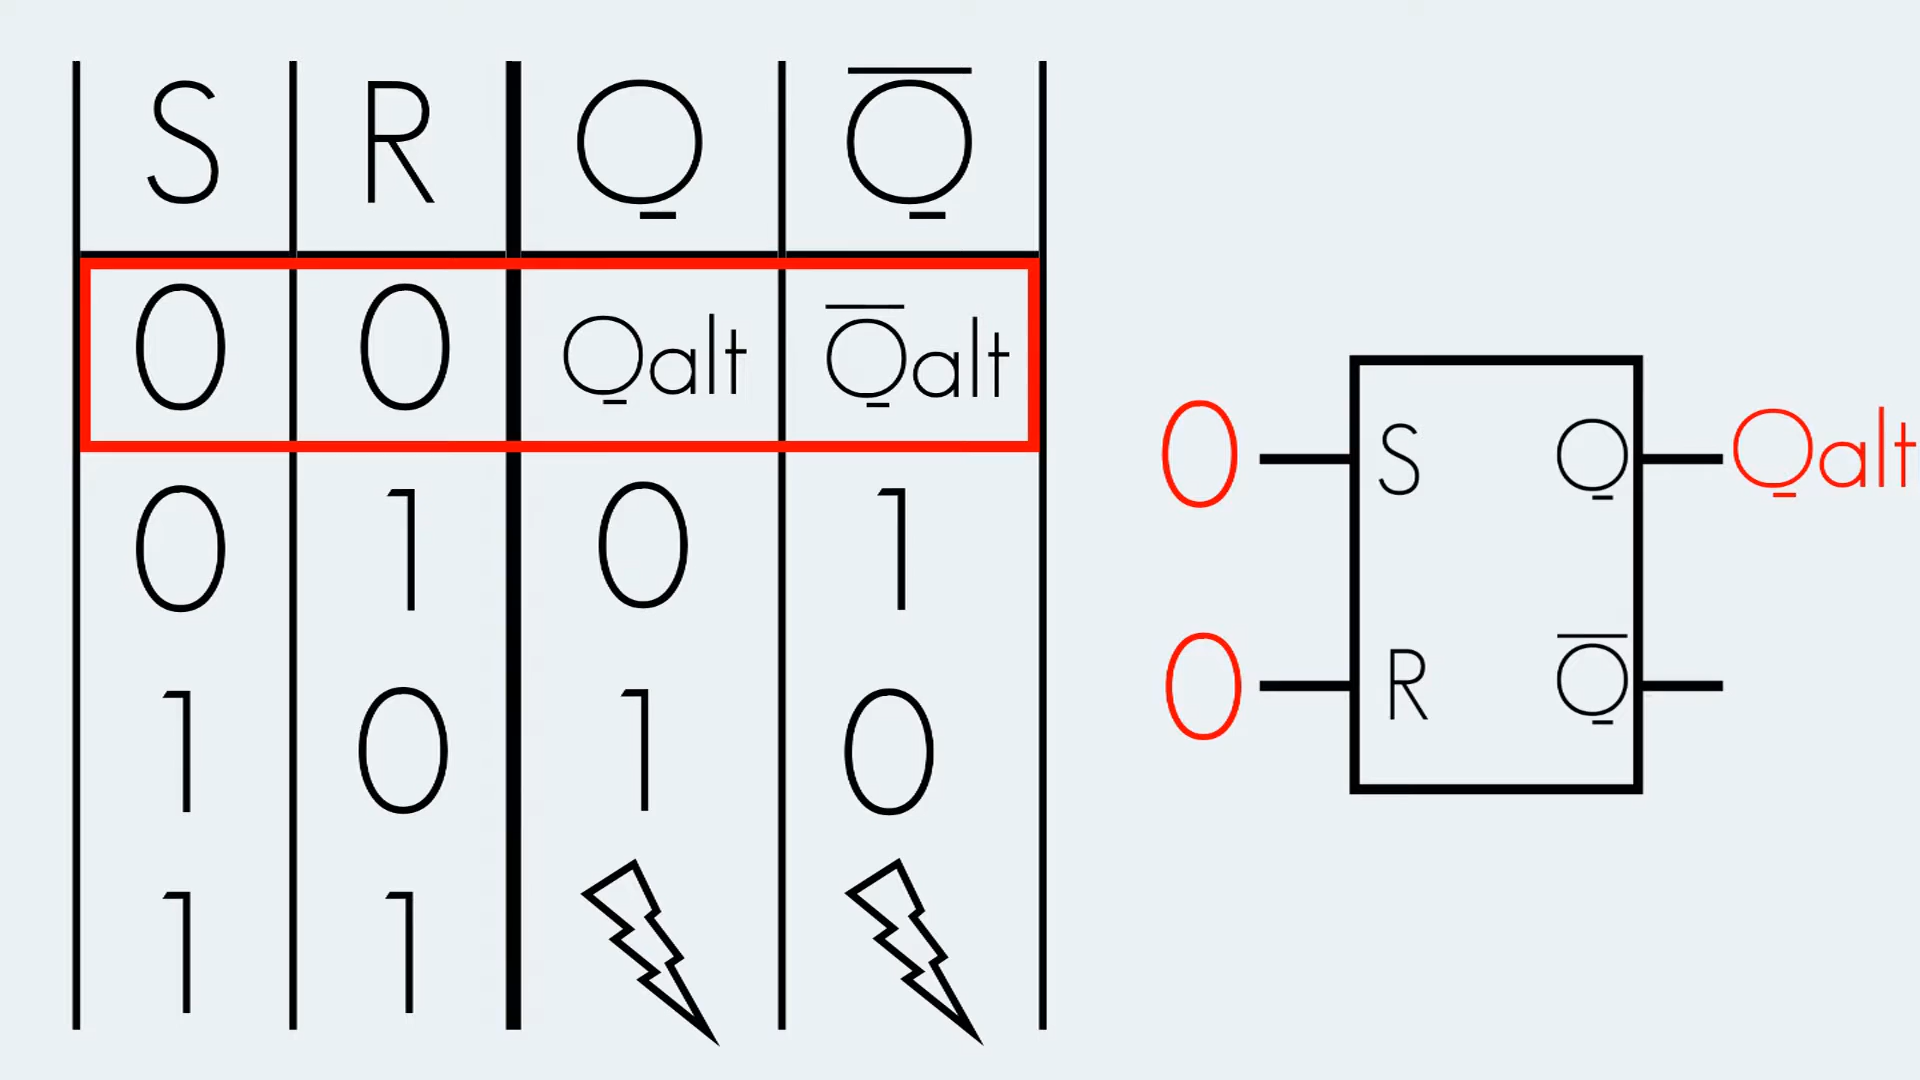 S R Q Q̅
0 0 Qalt Q̅alt
0 1 0 1
1 0 1 0
1 1
0 S Q Qalt
0 R Q̅